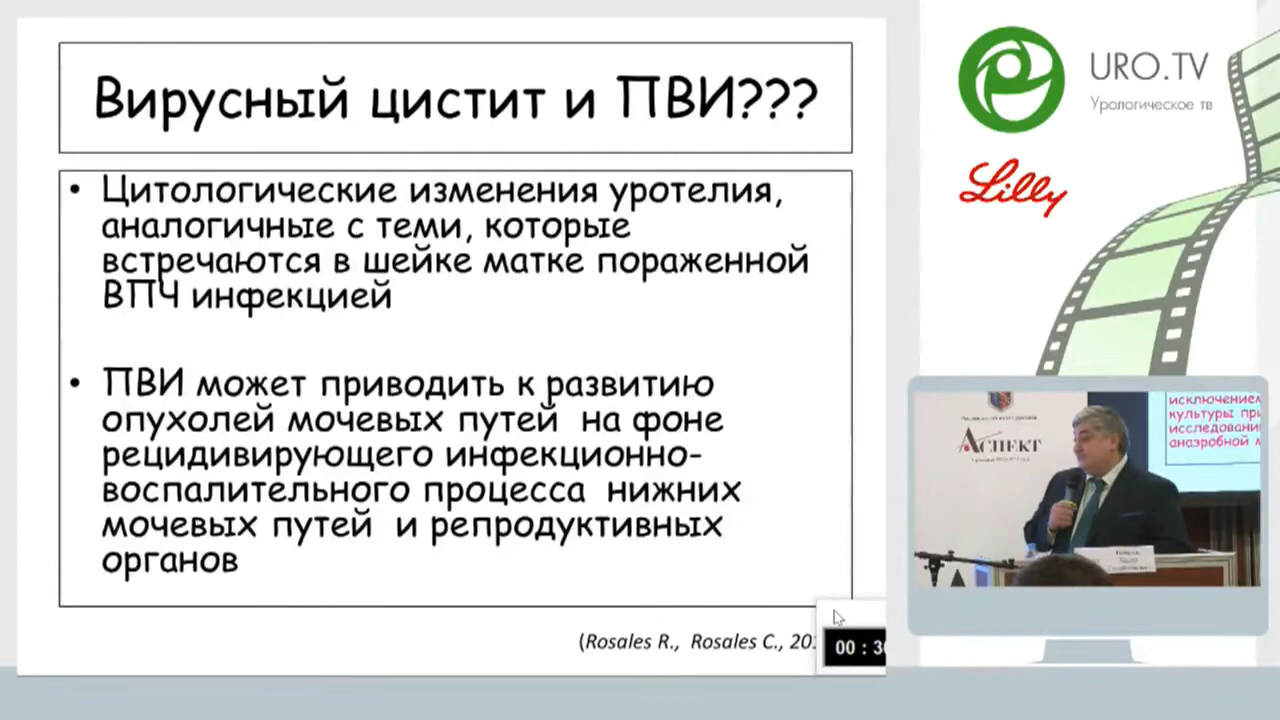 Вирусный цистит и ПВИ???
• Цитологические изменения уротелия,
аналогичные с теми, которые
встречаются в шейке матке пораженной
ВПЧ инфекцией
• ПВИ может приводить к развитию
опухолей мочевых путей на фоне
рецидивирующего инфекционно-
воспалительного процесса нижних
мочевых путей и репродуктивных
органов
(Rosales R., Rosales C., 20
00 : 3
URO.TV
Урологическое тв
Lilly
АСПЕКТ
исключением
культуры при
исследовани
анаэробной